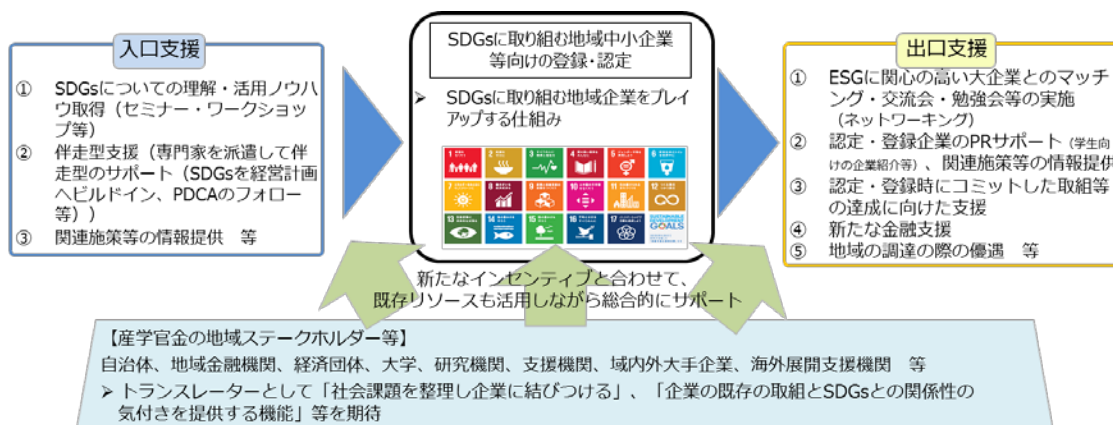 入口支援
① SDGsについての理解・活用ノウハ
ウ取得（セミナー・ワークショッ
プ等）
② 伴走型支援（専門家を派遣して伴
走型のサポート（SDGsを経営計画
へビルドイン、PDCAのフォロー
等））
③ 関連施策等の情報提供 等
SDGsに取り組む地域中小企業
等向けの登録・認定
➢ SDGsに取り組む地域企業をプレイ
アップする仕組み
1
2
3
4
5
6
7
8
9
10
11
12
13
14
15
16
17
SUSTAINABLE
DEVELOPMENT
GOALS
出口支援
① ESGに関心の高い大企業とのマッチ
ング・交流会・勉強会等の実施
（ネットワーキング）
② 認定・登録企業のPRサポート（学生向
けの企業紹介等）、関連施策等の情報提供
③ 認定・登録時にコミットした取組等
の達成に向けた支援
④ 新たな金融支援
⑤ 地域の調達の際の優遇 等
新たなインセンティブと合わせて、
既存リソースも活用しながら総合的にサポート
【産学官金の地域ステークホルダー等】
自治体、地域金融機関、経済団体、大学、研究機関、支援機関、域内外大手企業、海外展開支援機関 等
➢ トランスレーターとして「社会課題を整理し企業に結びつける」、「企業の既存の取組とSDGsとの関係性の
気付きを提供する機能」等を期待